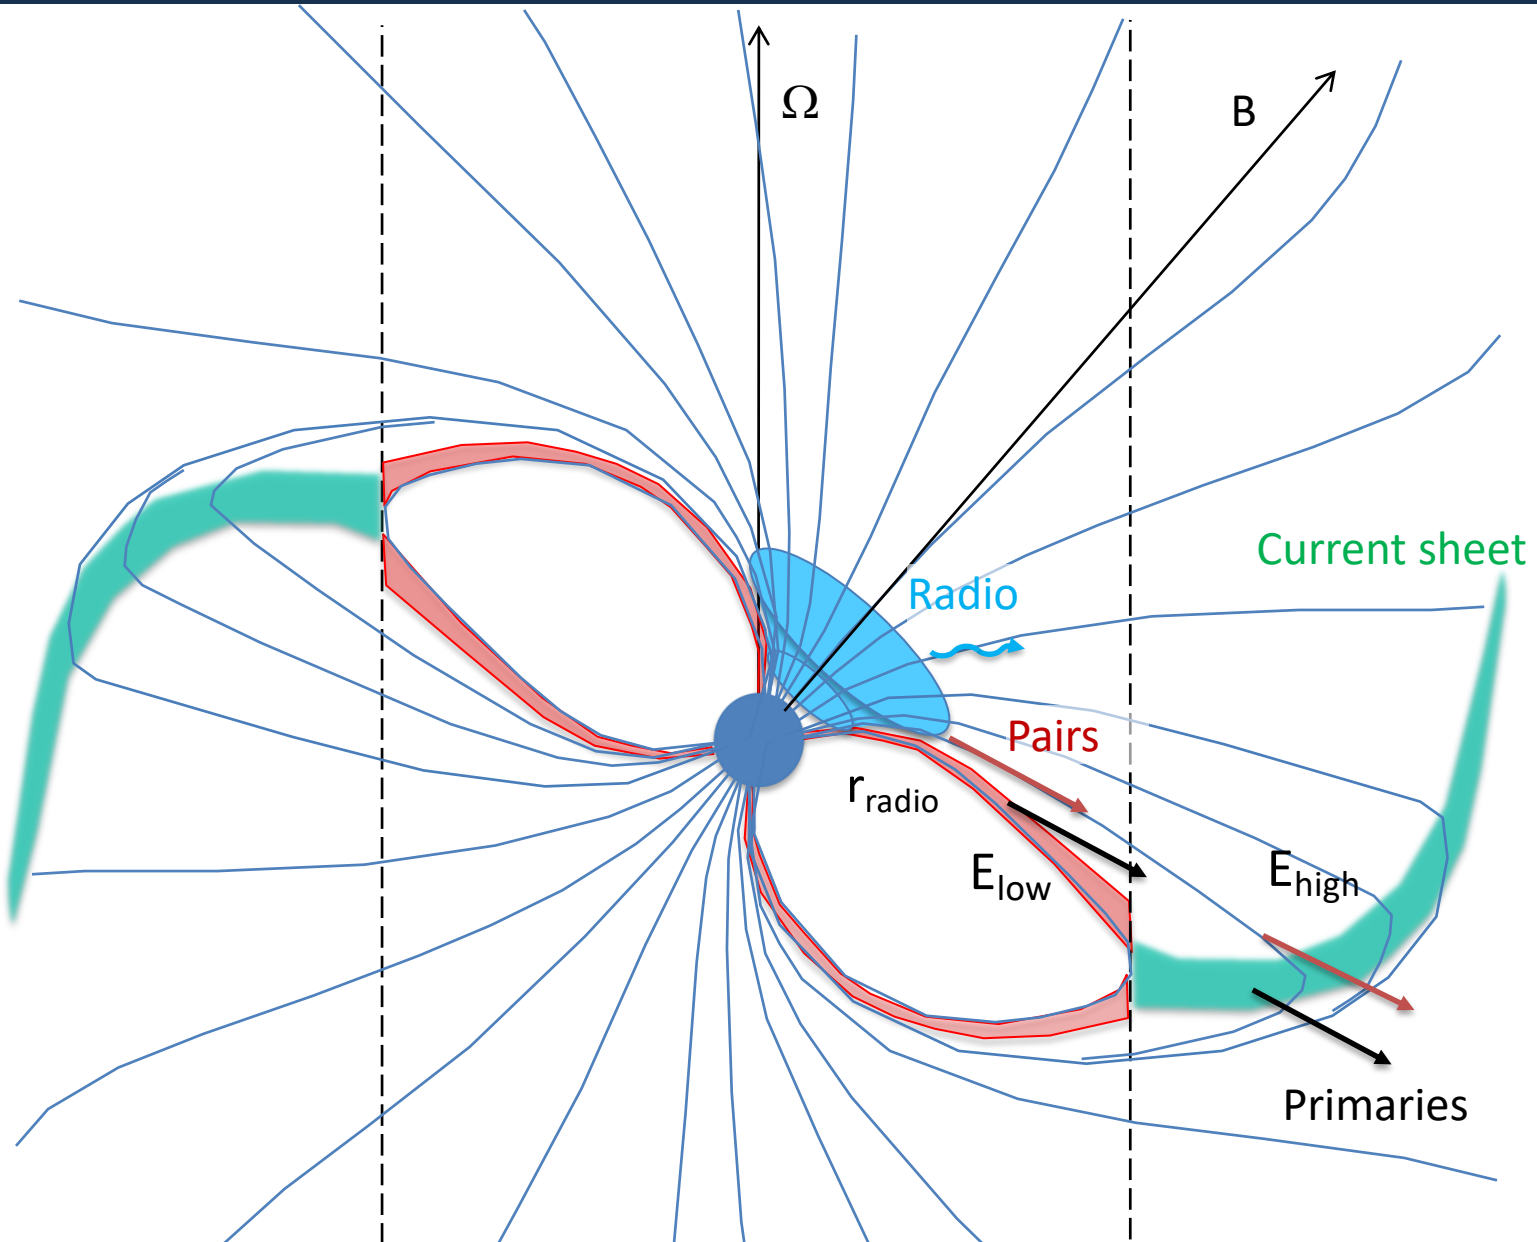 Ω
B
Current sheet
Radio
Pairs
r_radio
E_low
E_high
Primaries